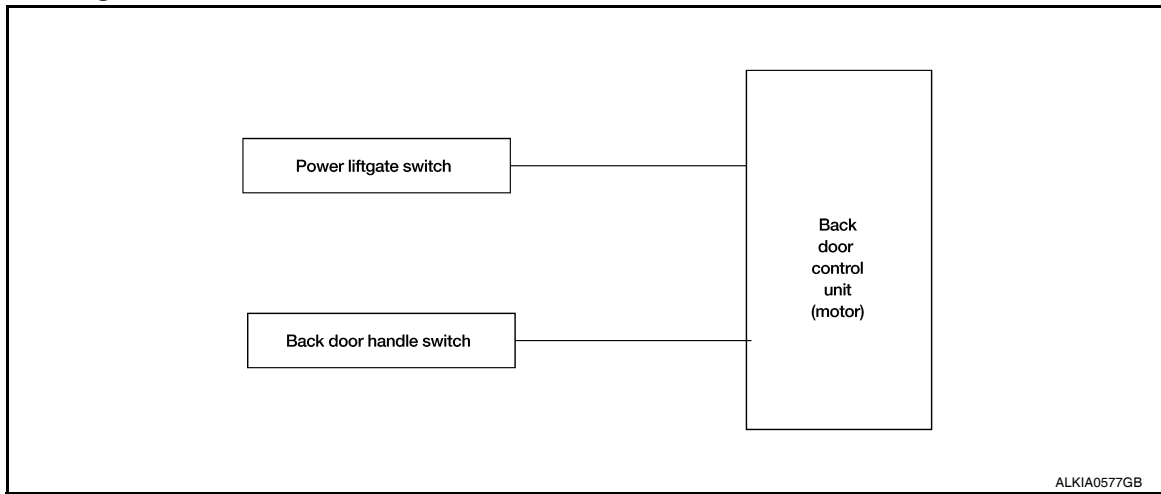 Power liftgate switch
Back door handle switch
Back
door
control
unit
(motor)
ALKIA0577GB